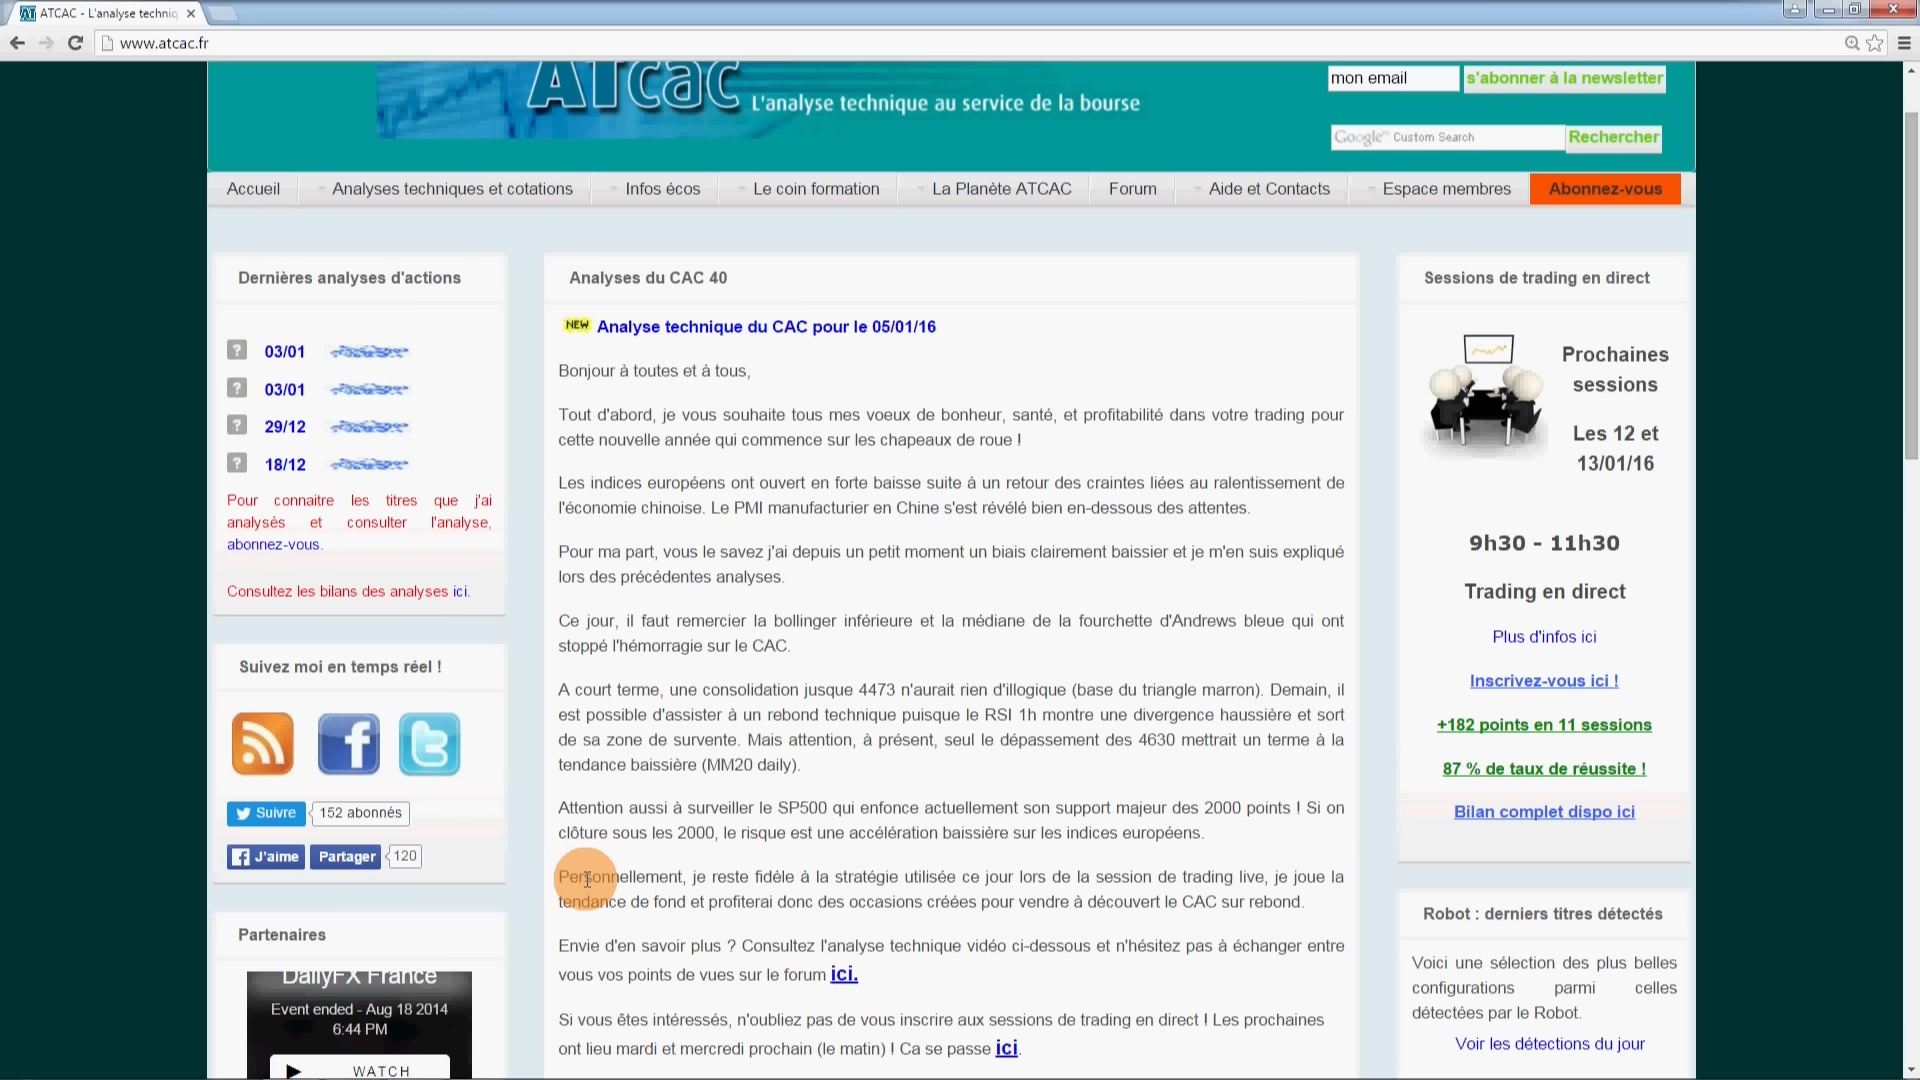 ATCAC - L'analyse techniq
www.atcac.fr
ATcac
L'analyse technique au service de la bourse
mon email
s'abonner à la newsletter
Google™ Custom Search
Rechercher
Accueil
Analyses techniques et cotations
Infos écos
Le coin formation
La Planète ATCAC
Forum
Aide et Contacts
Espace membres
Abonnez-vous
Dernières analyses d'actions
? 03/01
? 03/01
? 29/12
? 18/12
Pour connaitre les titres que j'ai
analysés et consulter l'analyse,
abonnez-vous.
Consultez les bilans des analyses ici.
Suivez moi en temps réel !
Suivre
152 abonnés
J'aime
Partager
120
Partenaires
DailyFX France
Event ended - Aug 18 2014
6:44 PM
WATCH
Analyses du CAC 40
NEW Analyse technique du CAC pour le 05/01/16
Bonjour à toutes et à tous,
Tout d'abord, je vous souhaite tous mes voeux de bonheur, santé, et profitabilité dans votre trading pour
cette nouvelle année qui commence sur les chapeaux de roue !
Les indices européens ont ouvert en forte baisse suite à un retour des craintes liées au ralentissement de
l'économie chinoise. Le PMI manufacturier en Chine s'est révélé bien en-dessous des attentes.
Pour ma part, vous le savez j'ai depuis un petit moment un biais clairement baissier et je m'en suis expliqué
lors des précédentes analyses.
Ce jour, il faut remercier la bollinger inférieure et la médiane de la fourchette d'Andrews bleue qui ont
stoppé l'hémorragie sur le CAC.
A court terme, une consolidation jusque 4473 n'aurait rien d'illogique (base du triangle marron). Demain, il
est possible d'assister à un rebond technique puisque le RSI 1h montre une divergence haussière et sort
de sa zone de survente. Mais attention, à présent, seul le dépassement des 4630 mettrait un terme à la
tendance baissière (MM20 daily).
Attention aussi à surveiller le SP500 qui enfonce actuellement son support majeur des 2000 points ! Si on
clôture sous les 2000, le risque est une accélération baissière sur les indices européens.
Personnellement, je reste fidèle à la stratégie utilisée ce jour lors de la session de trading live, je joue la
tendance de fond et profiterai donc des occasions créées pour vendre à découvert le CAC sur rebond.
Envie d'en savoir plus ? Consultez l'analyse technique vidéo ci-dessous et n'hésitez pas à échanger entre
vous vos points de vues sur le forum ici.
Si vous êtes intéressés, n'oubliez pas de vous inscrire aux sessions de trading en direct ! Les prochaines
ont lieu mardi et mercredi prochain (le matin) ! Ca se passe ici.
Sessions de trading en direct
Prochaines
sessions
Les 12 et
13/01/16
9h30 - 11h30
Trading en direct
Plus d'infos ici
Inscrivez-vous ici !
+182 points en 11 sessions
87 % de taux de réussite !
Bilan complet dispo ici
Robot : derniers titres détectés
Voici une sélection des plus belles
configurations parmi celles
détectées par le Robot.
Voir les détections du jour